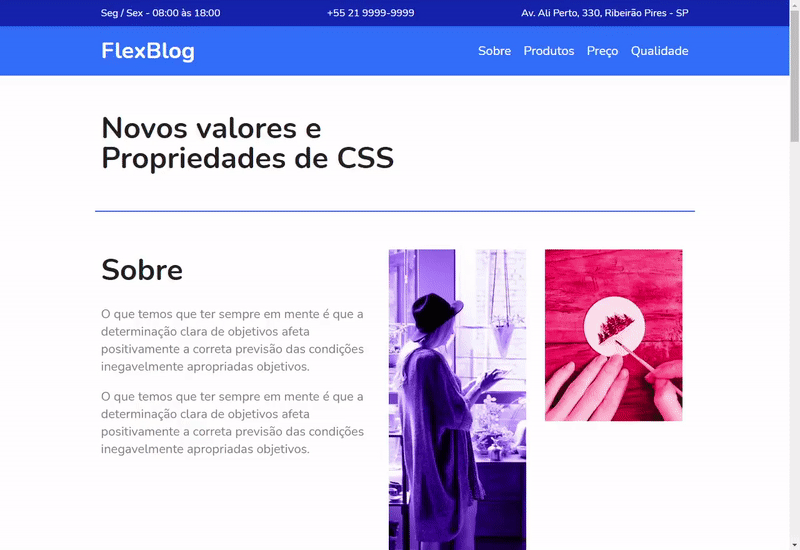 Seg / Sex - 08:00 às 18:00
+55 21 9999-9999
Av. Ali Perto, 330, Ribeirão Pires - SP
FlexBlog
Sobre
Produtos
Preço
Qualidade
Novos valores e
Propriedades de CSS
Sobre
O que temos que ter sempre em mente é que a
determinação clara de objetivos afeta
positivamente a correta previsão das condições
inegavelmente apropriadas objetivos.
O que temos que ter sempre em mente é que a
determinação clara de objetivos afeta
positivamente a correta previsão das condições
inegavelmente apropriadas objetivos.